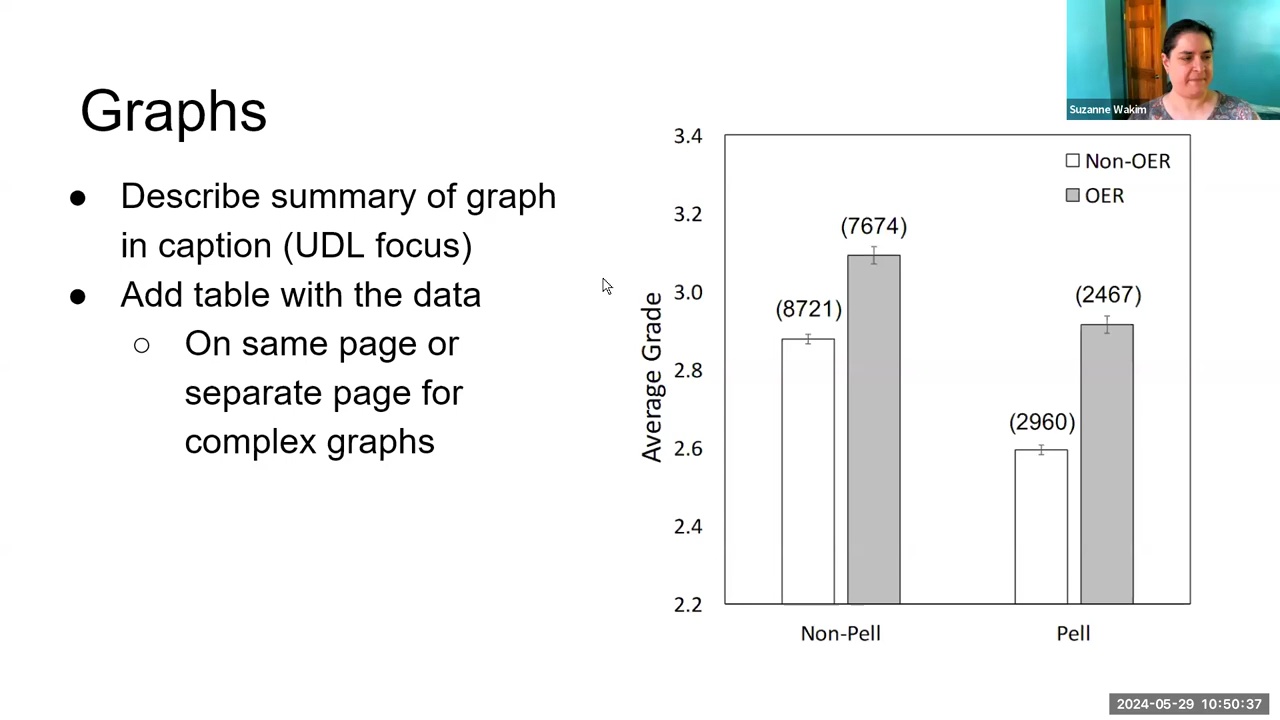 Suzanne Wakim
Graphs
● Describe summary of graph
in caption (UDL focus)
● Add table with the data
○ On same page or
separate page for
complex graphs
3.4
3.2
3.0
2.8
2.6
2.4
2.2
Average Grade
Non-OER
OER
(8721)
(7674)
(2960)
(2467)
Non-Pell
Pell
2024-05-29 10:50:37